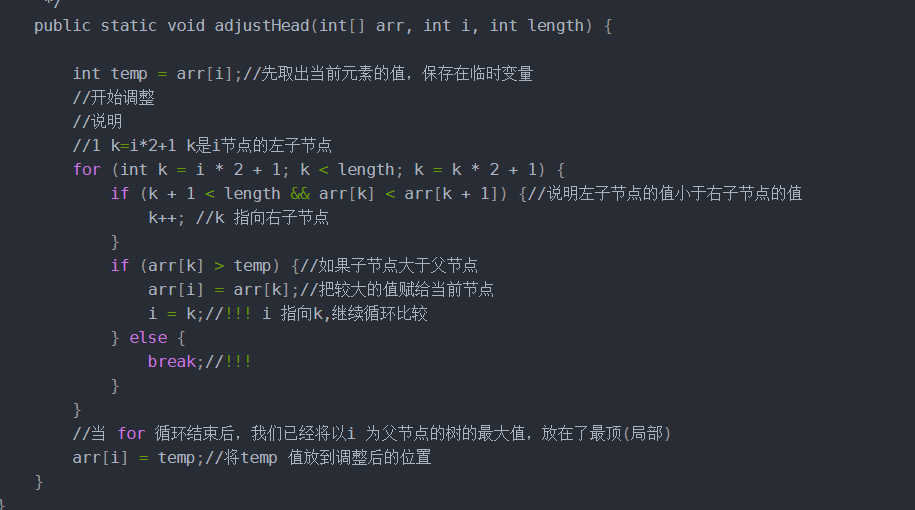 */
public static void adjustHead(int[] arr, int i, int length) {
int temp = arr[i];//先取出当前元素的值，保存在临时变量
//开始调整
//说明
//1 k=i*2+1 k是i节点的左子节点
for (int k = i * 2 + 1; k < length; k = k * 2 + 1) {
if (k + 1 < length && arr[k] < arr[k + 1]) {//说明左子节点的值小于右子节点的值
k++; //k 指向右子节点
}
if (arr[k] > temp) {//如果子节点大于父节点
arr[i] = arr[k];//把较大的值赋给当前节点
i = k;//!!! i 指向k,继续循环比较
} else {
break;//!!!
}
}
//当 for 循环结束后，我们已经将以i 为父节点的树的最大值，放在了最顶(局部)
arr[i] = temp;//将temp 值放到调整后的位置
}
}